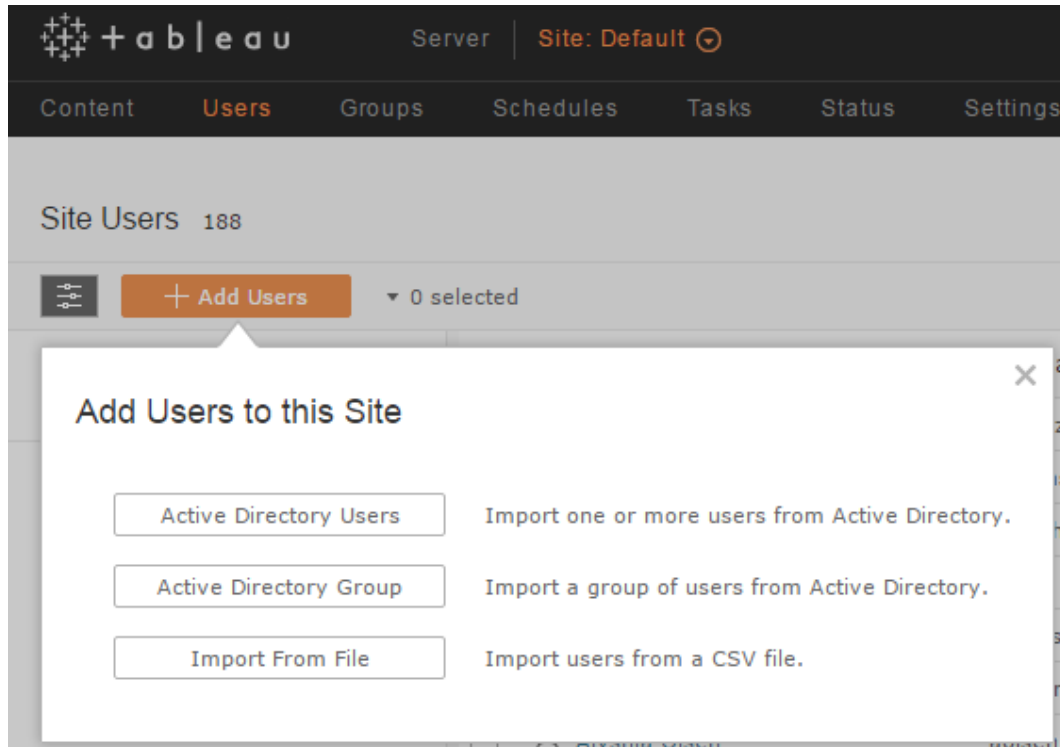 + a b | e a u Server Site: Default
Content Users Groups Schedules Tasks Status Settings
Site Users 188
Add Users 0 selected
Add Users to this Site
Active Directory Users Import one or more users from Active Directory.
Active Directory Group Import a group of users from Active Directory.
Import From File Import users from a CSV file.